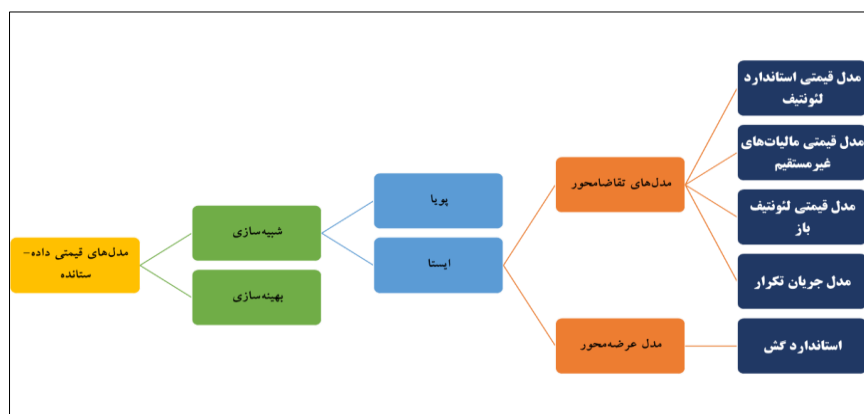 مدل قیمتی استاندارد
لئونتیف
مدل قیمتی مالیات‌های
غیرمستقیم
مدل‌های تقاضامحور
پویا
مدل قیمتی لئونتیف
باز
شبیه‌سازی
مدل‌های قیمتی داده-
ستانده
ایستا
مدل جریان تکرار
بهینه‌سازی
استاندارد گش
مدل عرضه‌محور